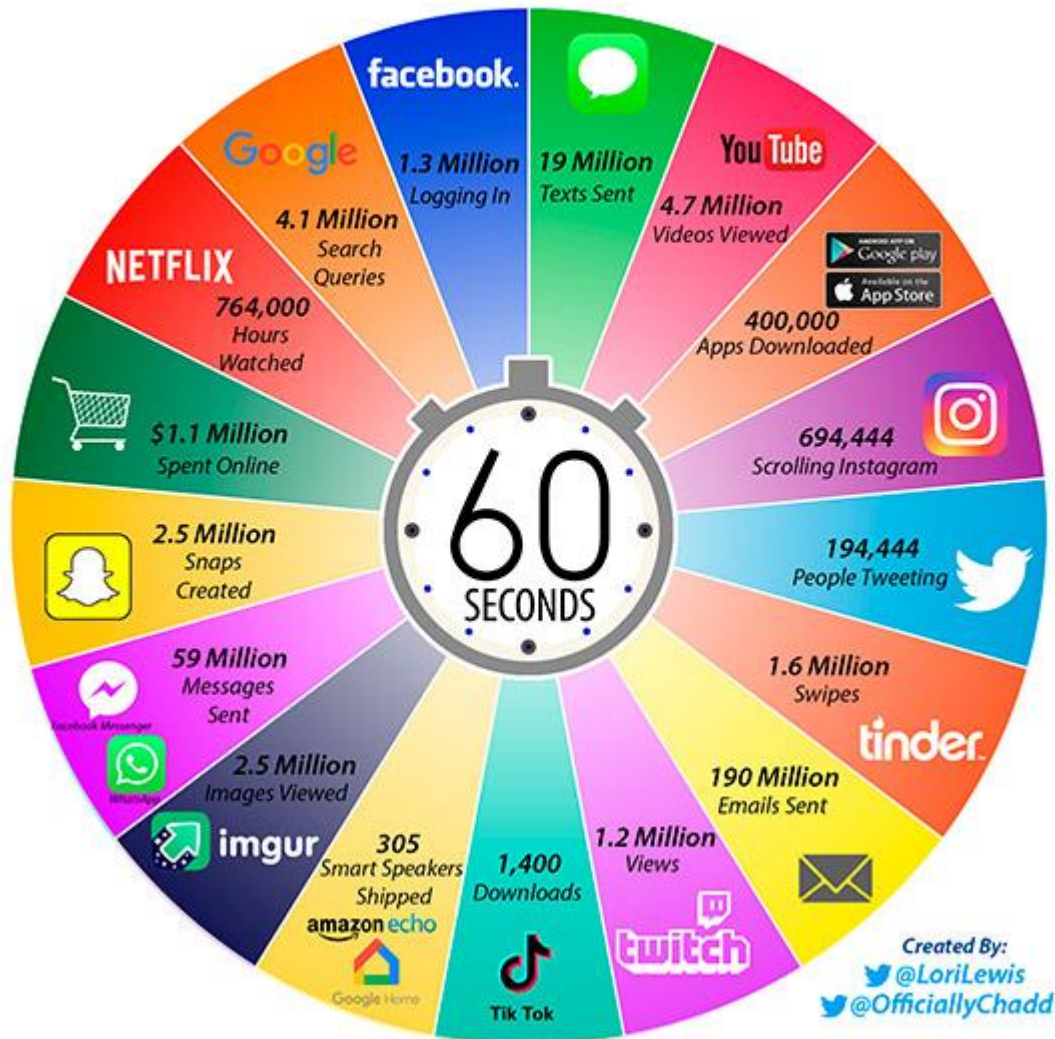 facebook.
1.3 Million
Logging In
19 Million
Texts Sent
YouTube
4.7 Million
Videos Viewed
ANDROID APP ON
Google play
Available on the
App Store
400,000
Apps Downloaded
694,444
Scrolling Instagram
194,444
People Tweeting
1.6 Million
Swipes
tinder
190 Million
Emails Sent
1.2 Million
Views
twitch
1,400
Downloads
Tik Tok
305
Smart Speakers
Shipped
amazon echo
Google Home
2.5 Million
Images Viewed
imgur
59 Million
Messages
Sent
Facebook Messenger
WhatsApp
2.5 Million
Snaps
Created
$1.1 Million
Spent Online
NETFLIX
764,000
Hours
Watched
Google
4.1 Million
Search
Queries
60
SECONDS
Created By:
@LoriLewis
@OfficiallyChadd